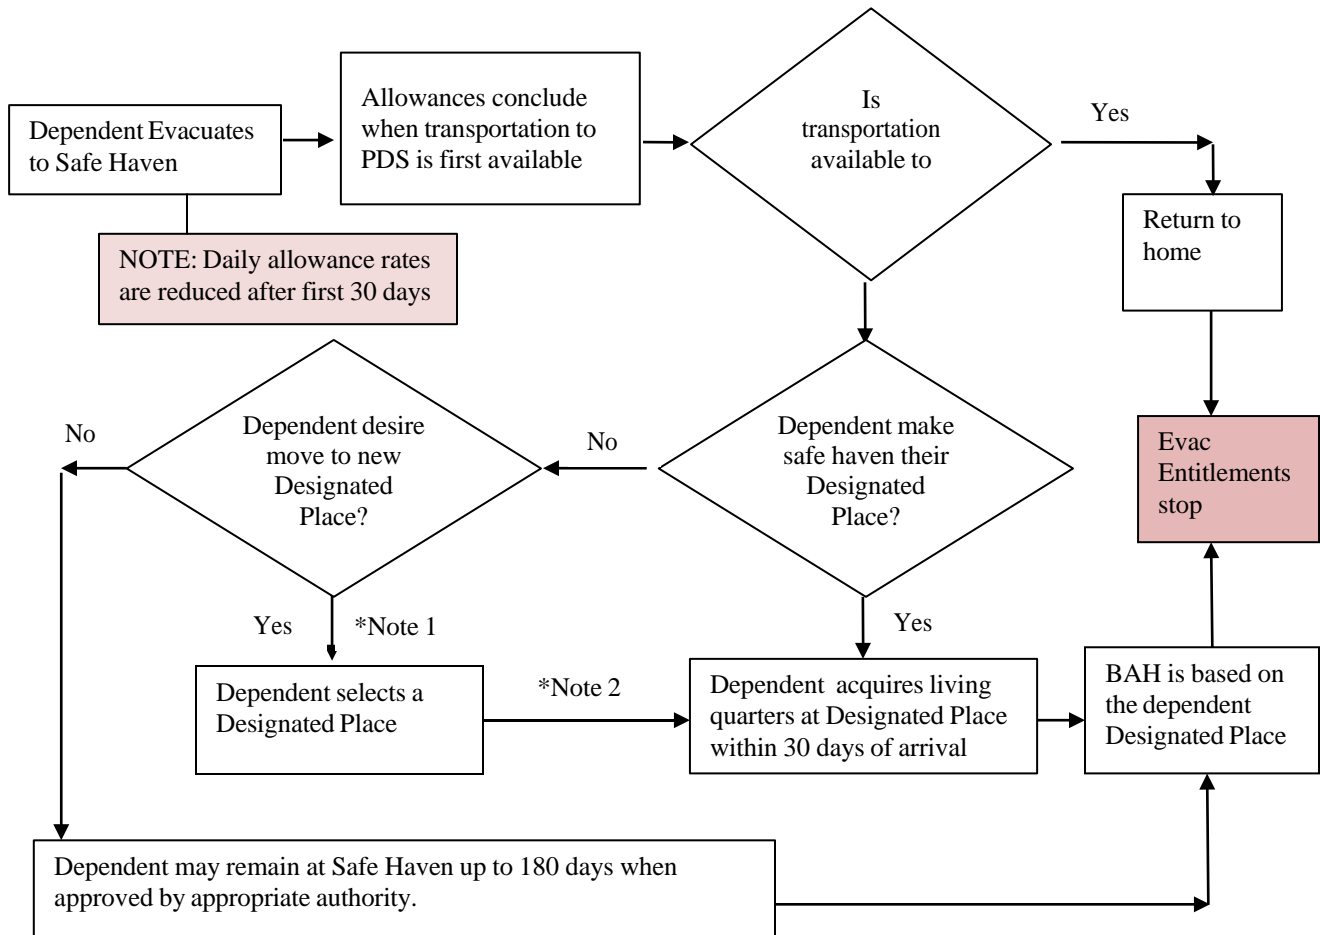 Dependent Evacuates
to Safe Haven
Allowances conclude
when transportation to
PDS is first available
Is
transportation
available to
Yes
Return to
home
NOTE: Daily allowance rates
are reduced after first 30 days
No
Dependent desire
move to new
Designated
Place?
No
Dependent make
safe haven their
Designated
Place?
Evac
Entitlements
stop
Yes
*Note 1
Yes
Dependent selects a
Designated Place
*Note 2
Dependent acquires living
quarters at Designated Place
within 30 days of arrival
BAH is based on
the dependent
Designated Place
Dependent may remain at Safe Haven up to 180 days when
approved by appropriate authority.